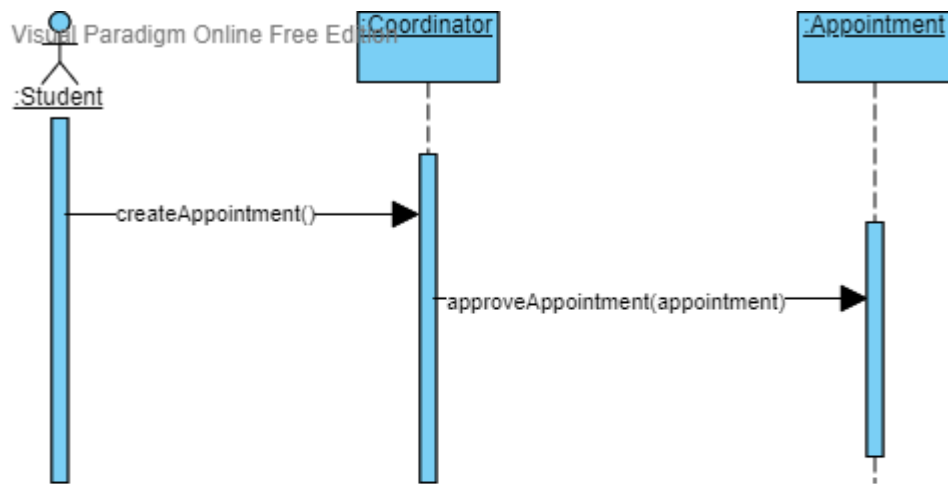 Visual Paradigm Online Free Edition
:Coordinator
:Appointment
:Student
createAppointment()
approveAppointment(appointment)